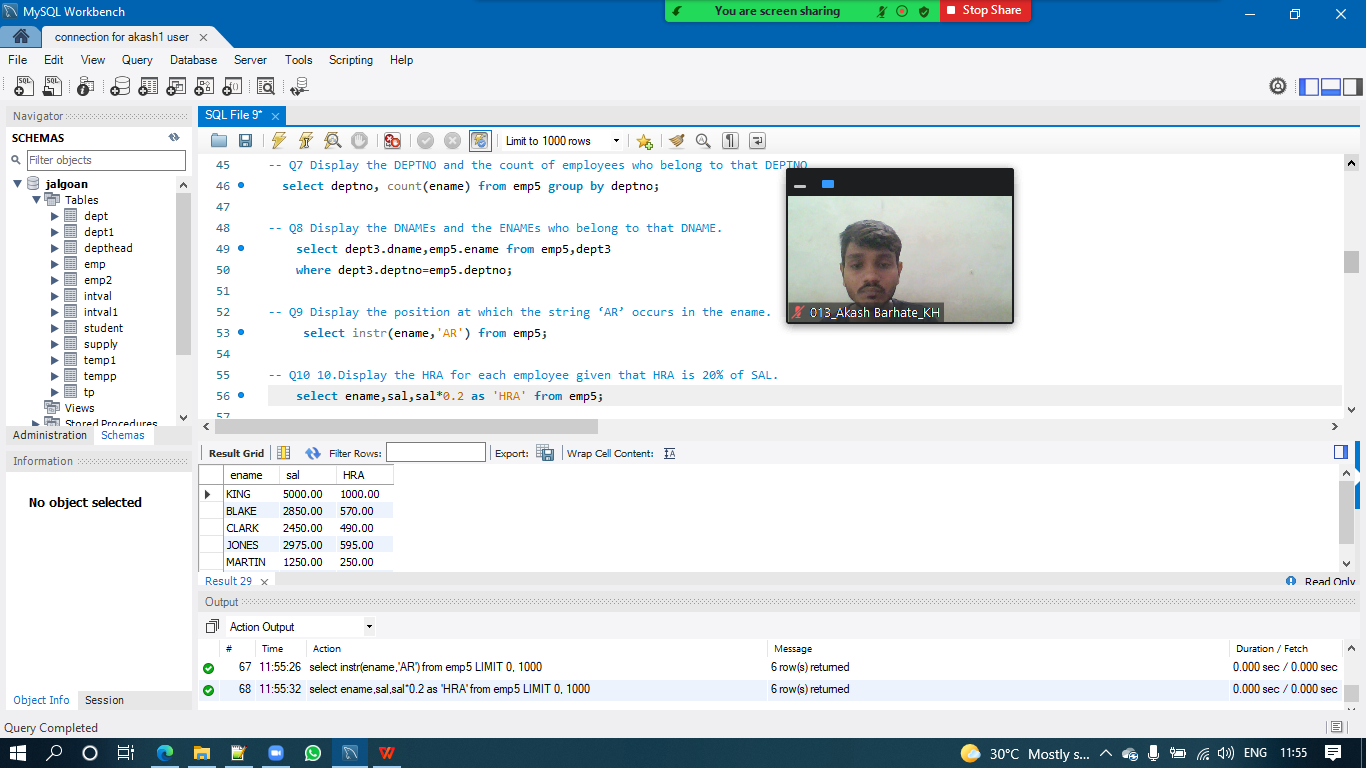 MySQL Workbench
You are screen sharing
Stop Share
connection for akash1 user
File Edit View Query Database Server Tools Scripting Help
Navigator
SCHEMAS
Filter objects
jalgoan
Tables
dept
dept1
depthead
emp
emp2
intval
intval1
student
supply
temp1
tempp
tp
Views
Stored Procedures
Administration Schemas
Information
No object selected
Object Info Session
SQL File 9*
Limit to 1000 rows
45 -- Q7 Display the DEPTNO and the count of employees who belong to that DEPTNO
46 select deptno, count(ename) from emp5 group by deptno;
47
48 -- Q8 Display the DNAMEs and the ENAMEs who belong to that DNAME.
49 select dept3.dname,emp5.ename from emp5,dept3
50 where dept3.deptno=emp5.deptno;
51
52 -- Q9 Display the position at which the string ‘AR’ occurs in the ename.
53 select instr(ename,'AR') from emp5;
54
55 -- Q10 10.Display the HRA for each employee given that HRA is 20% of SAL.
56 select ename,sal,sal*0.2 as 'HRA' from emp5;
57
013_Akash Barhate_KH
Result Grid Filter Rows: Export: Wrap Cell Content:
ename sal HRA
KING 5000.00 1000.00
BLAKE 2850.00 570.00
CLARK 2450.00 490.00
JONES 2975.00 595.00
MARTIN 1250.00 250.00
Result 29 Read Only
Output
Action Output
# Time Action Message Duration / Fetch
67 11:55:26 select instr(ename,'AR') from emp5 LIMIT 0, 1000 6 row(s) returned 0.000 sec / 0.000 sec
68 11:55:32 select ename,sal,sal*0.2 as 'HRA' from emp5 LIMIT 0, 1000 6 row(s) returned 0.000 sec / 0.000 sec
Query Completed
30°C Mostly s... ENG 11:55